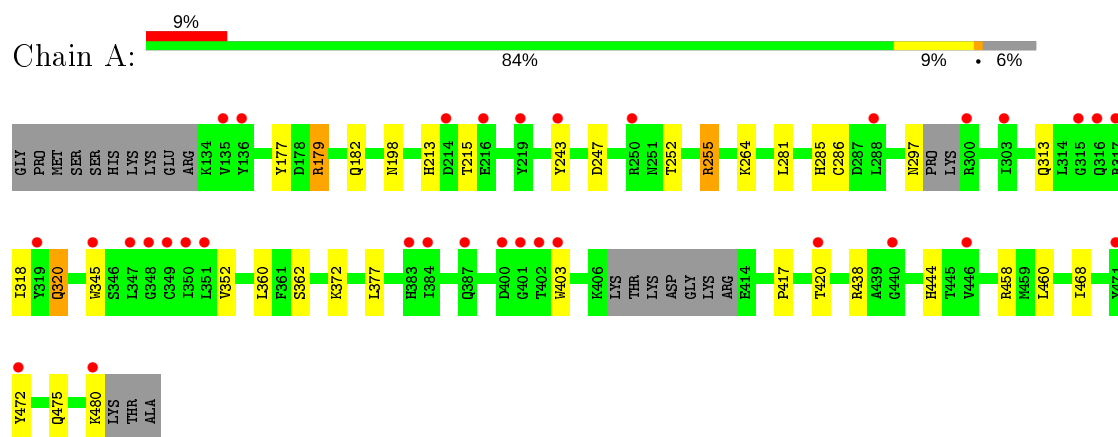 9%
Chain A:
84% 9% • 6%
GLY PRO MET SER SER HIS LYS LYS GLU ARG K134 V135 Y136 Y177 D178 R179 Q182 N198 H213 D214 T215 E216 Y219 Y243 D247 R250 N251 T252 R255 K264 L281 H285 C286 D287 L288 N297 PRO LYS R300 I303 Q313 L314 G315 Q316 R317
I318 Y319 Q320 W345 S346 L347 G348 C349 I350 L351 V352 L360 F361 S362 K372 L377 H383 I384 Q387 D400 G401 T402 W403 K406 LYS THR LYS ASP GLY LYS ARG E414 P417 T420 R438 A439 G440 H444 T445 V446 R458 M459 L460 I468 Y471
Y472 Q475 K480 LYS THR ALA